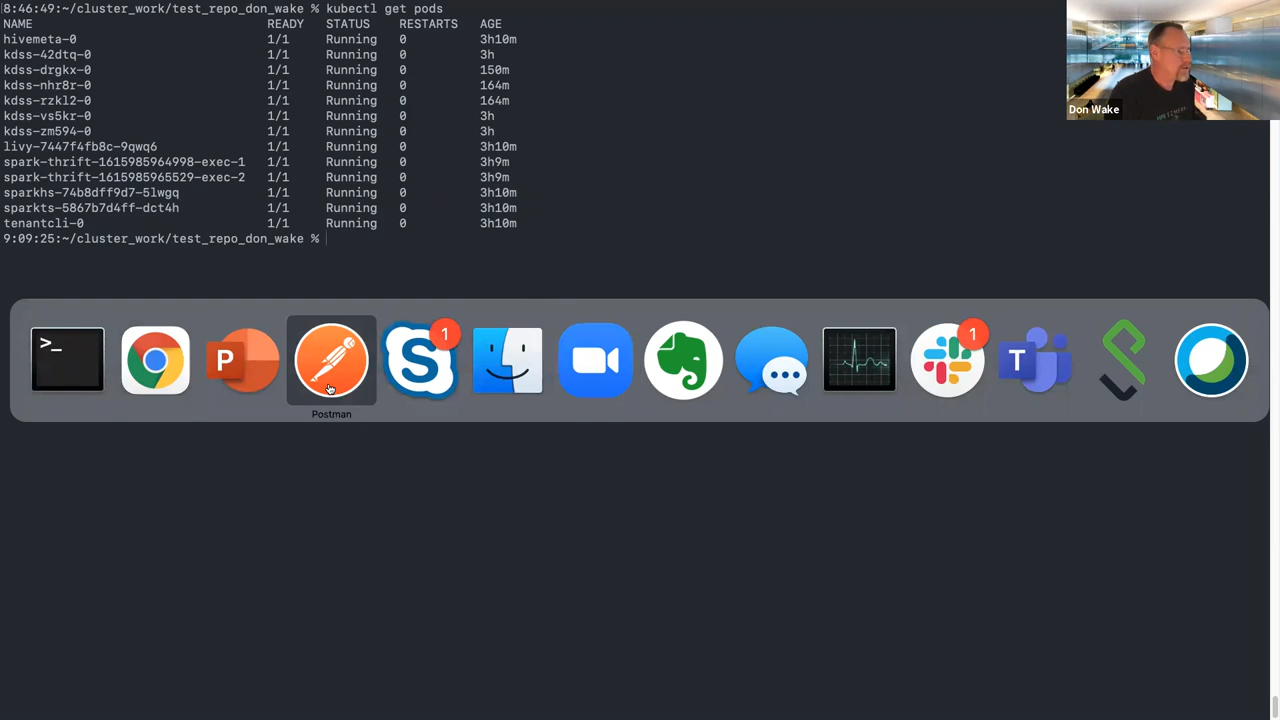 8:46:49:~/cluster_work/test_repo_don_wake % kubectl get pods
NAME READY STATUS RESTARTS AGE
hivemeta-0 1/1 Running 0 3h10m
kdss-42dtq-0 1/1 Running 0 3h
kdss-drgkx-0 1/1 Running 0 150m
kdss-nhr8r-0 1/1 Running 0 164m
kdss-rzkl2-0 1/1 Running 0 164m
kdss-vs5kr-0 1/1 Running 0 3h
kdss-zm594-0 1/1 Running 0 3h
livy-7447f4fb8c-9qwq6 1/1 Running 0 3h10m
spark-thrift-1615985964998-exec-1 1/1 Running 0 3h9m
spark-thrift-1615985965529-exec-2 1/1 Running 0 3h9m
sparkhs-74b8dff9d7-5lwgq 1/1 Running 0 3h10m
sparkts-5867b7d4ff-dct4h 1/1 Running 0 3h10m
tenantcli-0 1/1 Running 0 3h10m
9:09:25:~/cluster_work/test_repo_don_wake %
Don Wake
>_
P
S
1
1
T
Postman